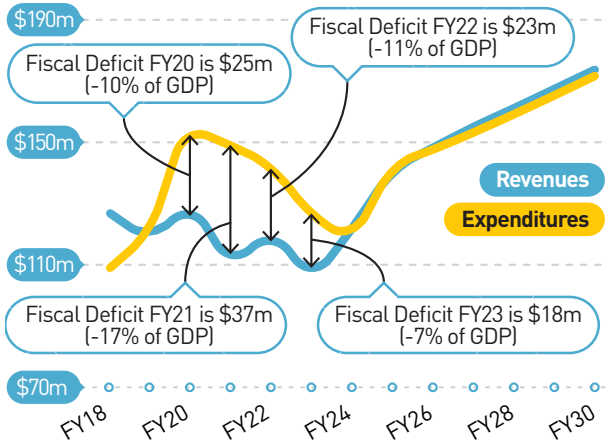 $190m
Fiscal Deficit FY22 is $23m
(-11% of GDP)
Fiscal Deficit FY20 is $25m
(-10% of GDP)
$150m
Revenues
Expenditures
$110m
Fiscal Deficit FY21 is $37m
(-17% of GDP)
Fiscal Deficit FY23 is $18m
(-7% of GDP)
$70m
FY18 FY20 FY22 FY24 FY26 FY28 FY30